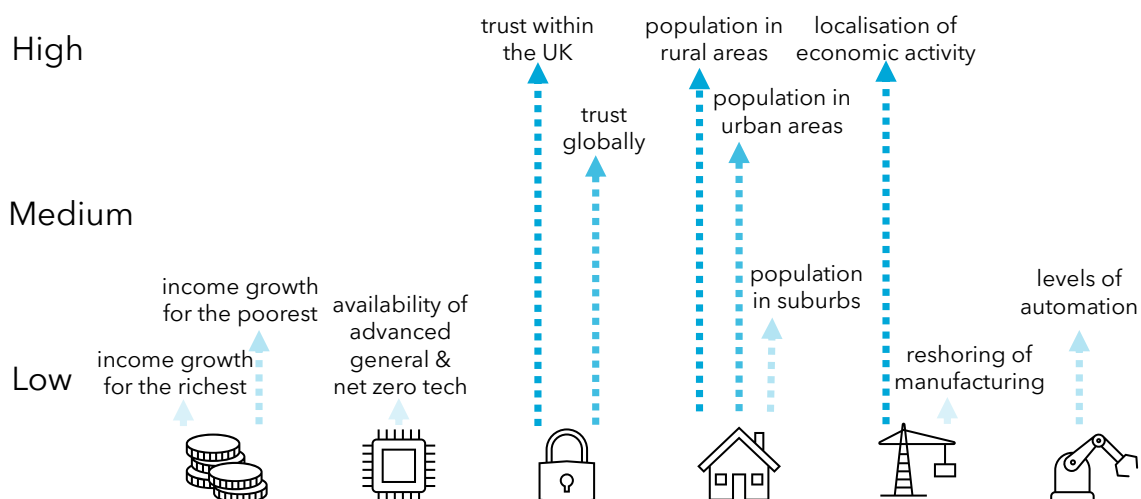 High
Medium
Low
income growth
for the richest
income growth
for the poorest
availability of
advanced
general &
net zero tech
trust within
the UK
trust
globally
population in
rural areas
population in
urban areas
population
in suburbs
localisation of
economic activity
reshoring of
manufacturing
levels of
automation